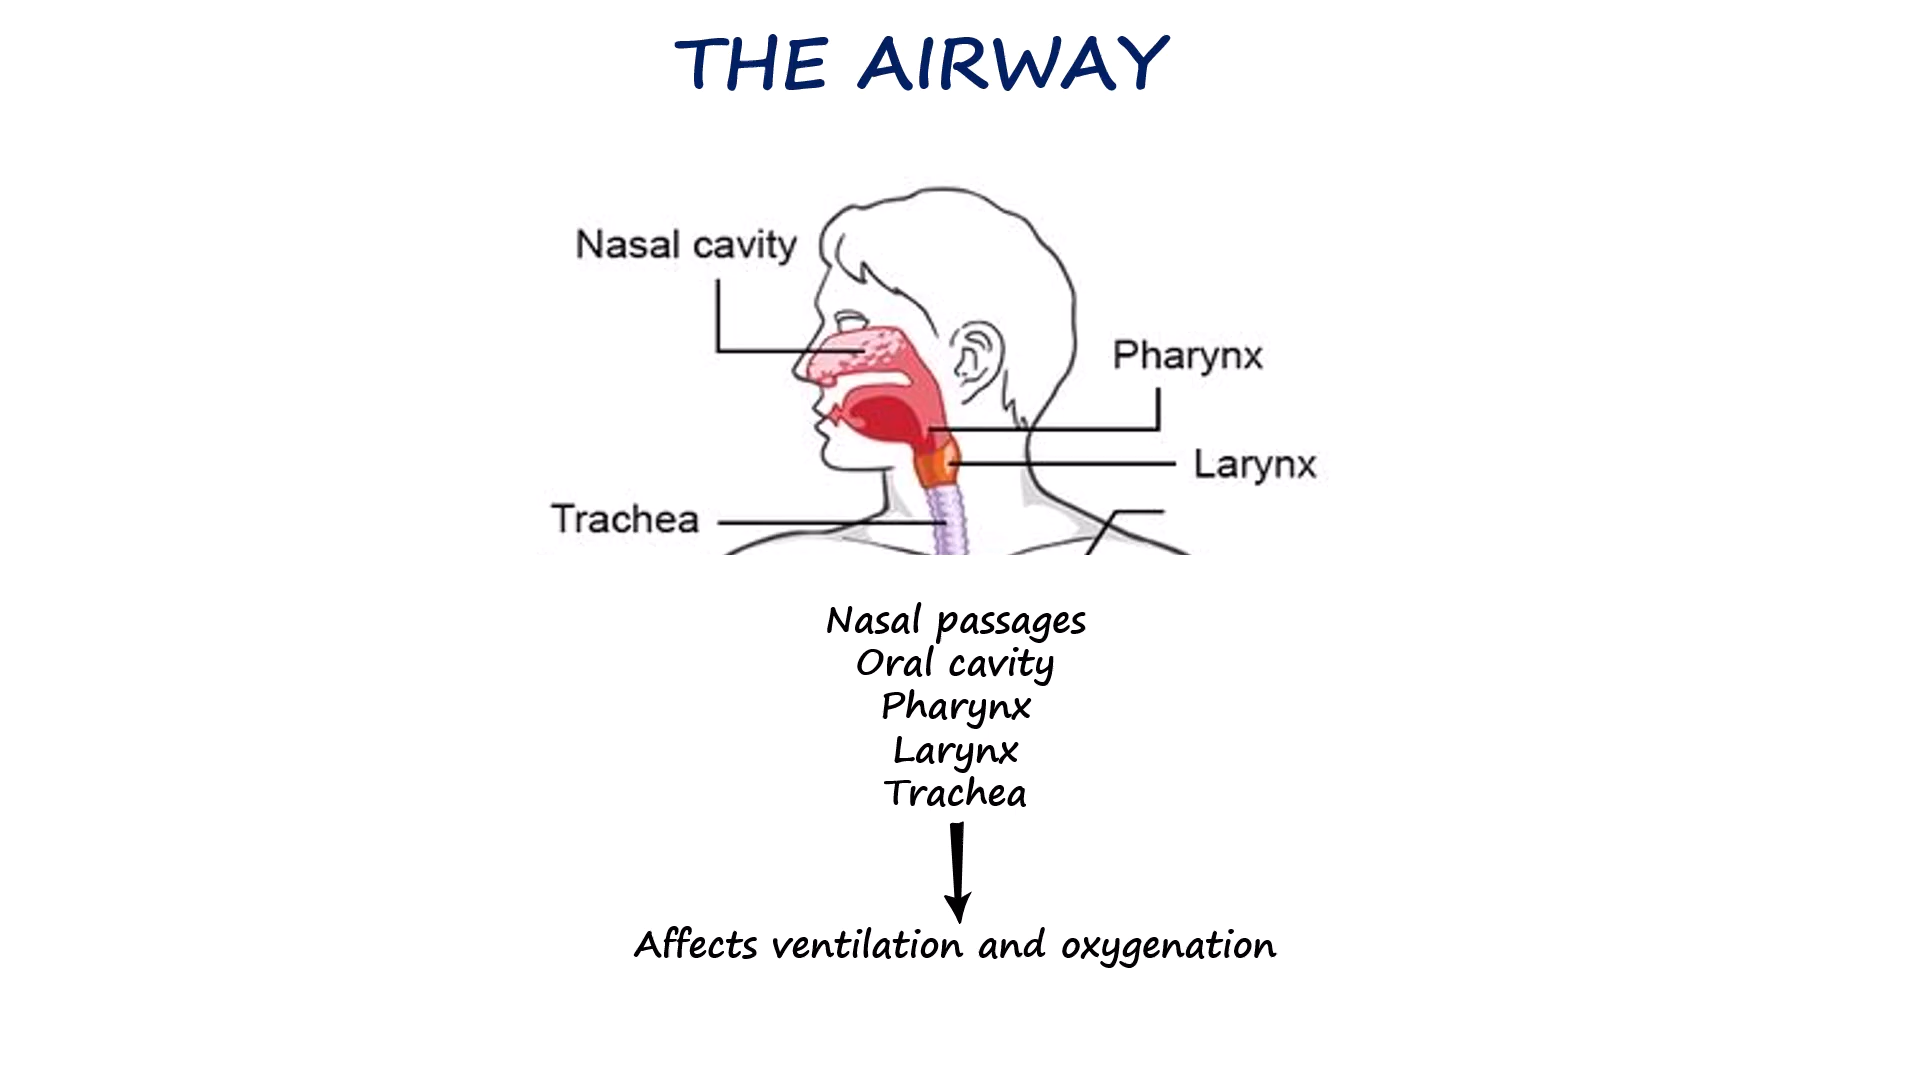 THE AIRWAY
Nasal cavity
Pharynx
Larynx
Trachea
Nasal passages
Oral cavity
Pharynx
Larynx
Trachea
Affects ventilation and oxygenation